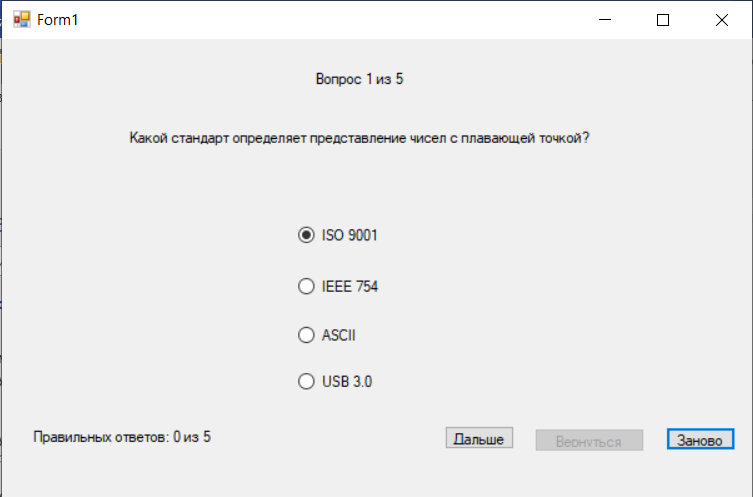 Form1
Вопрос 1 из 5
Какой стандарт определяет представление чисел с плавающей точкой?
ISO 9001
IEEE 754
ASCII
USB 3.0
Правильных ответов: 0 из 5
Дальше
Вернуться
Заново